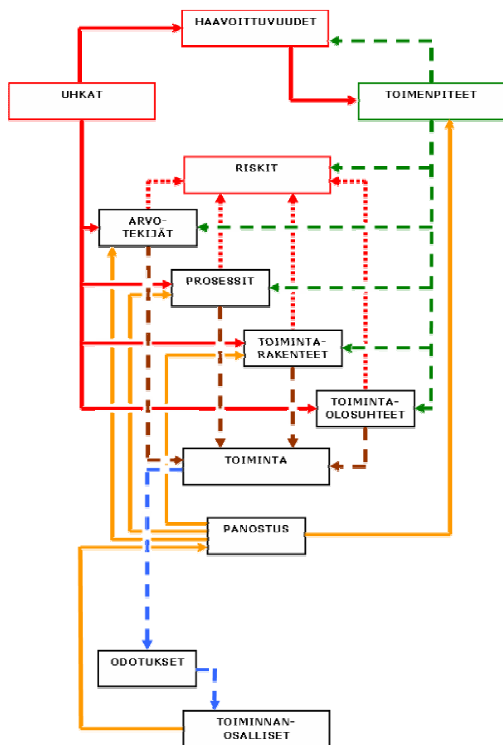 HAAVOITTUVUUDET
UHKAT
TOIMENPITEET
RISKIT
ARVO-
TEKIJÄT
PROSESSIT
TOIMINTA-
RAKENTEET
TOIMINTA-
OLOSUHTEET
TOIMINTA
PANOSTUS
ODOTUKSET
TOIMINNAN-
OSALLISET